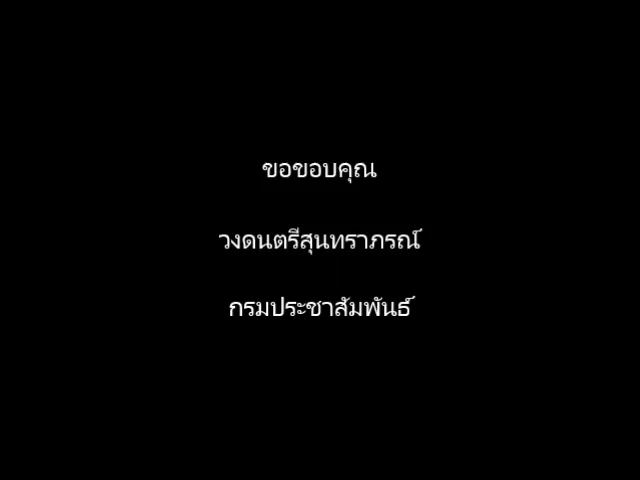 ขอขอบคุณ
วงดนตรีสุนทราภรณ์
กรมประชาสัมพันธ์